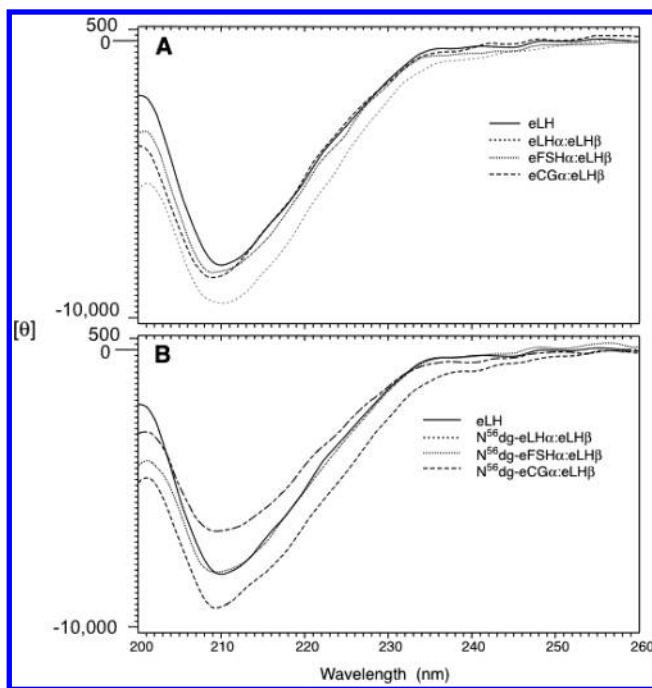 500
0
A
eLH
eLHα:eLHβ
eFSHα:eLHβ
eCGα:eLHβ
-10,000
[θ]
500
0
B
eLH
N⁵⁶dg-eLHα:eLHβ
N⁵⁶dg-eFSHα:eLHβ
N⁵⁶dg-eCGα:eLHβ
-10,000
200 210 220 230 240 250 260
Wavelength (nm)